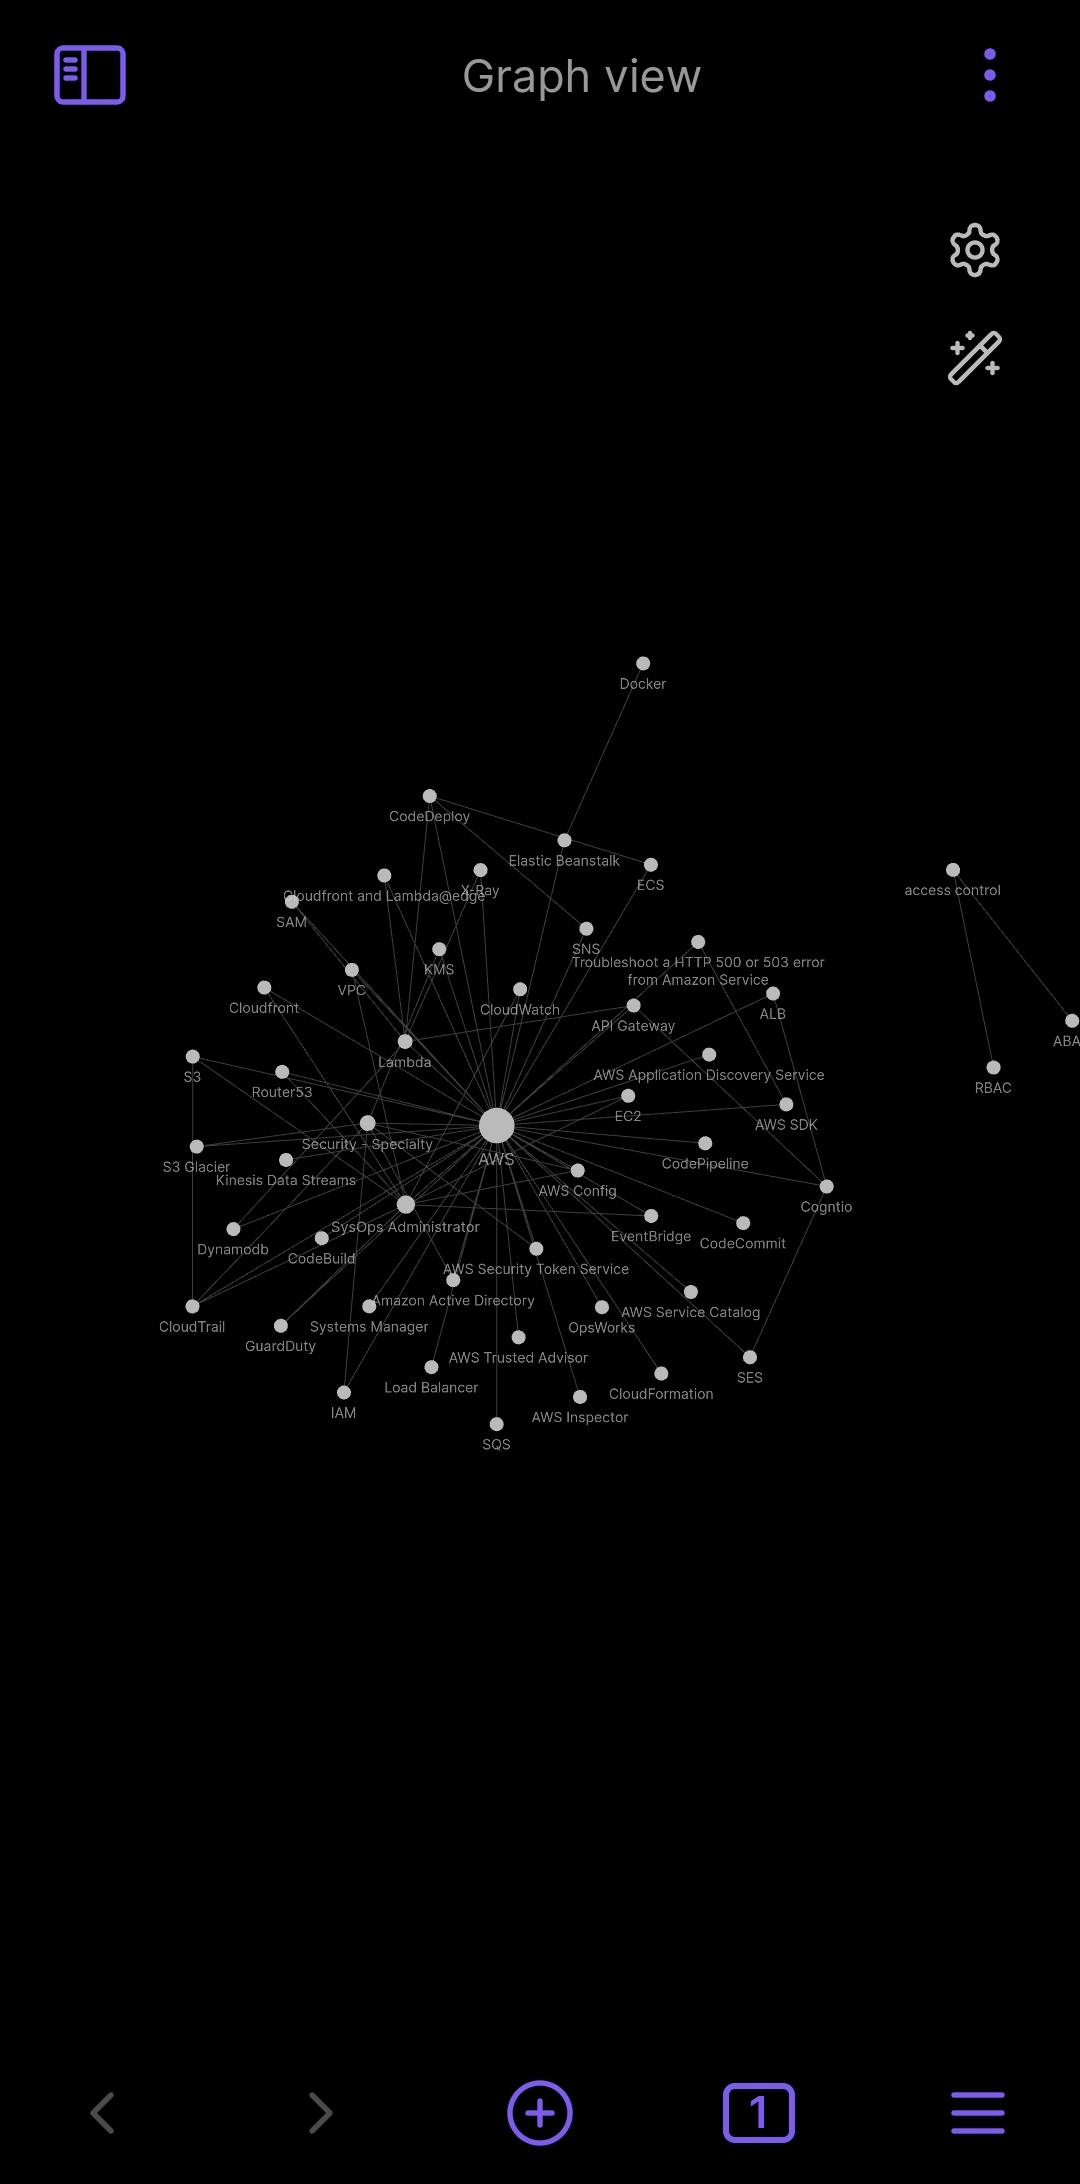 Graph view
Docker
CodeDeploy
Elastic Beanstalk
ECS
Cloudfront and Lambda@edge
X-Ray
access control
SAM
SNS
Troubleshoot a HTTP 500 or 503 error
from Amazon Service
KMS
VPC
Cloudfront
CloudWatch
ALB
API Gateway
ABA
Lambda
S3
AWS Application Discovery Service
Router53
RBAC
EC2
AWS SDK
Security - Specialty
AWS
CodePipeline
S3 Glacier
Kinesis Data Streams
AWS Config
Cogntio
SysOps Administrator
EventBridge
CodeCommit
Dynamodb
CodeBuild
AWS Security Token Service
Amazon Active Directory
AWS Service Catalog
CloudTrail
Systems Manager
OpsWorks
GuardDuty
AWS Trusted Advisor
SES
Load Balancer
CloudFormation
IAM
AWS Inspector
SQS
1